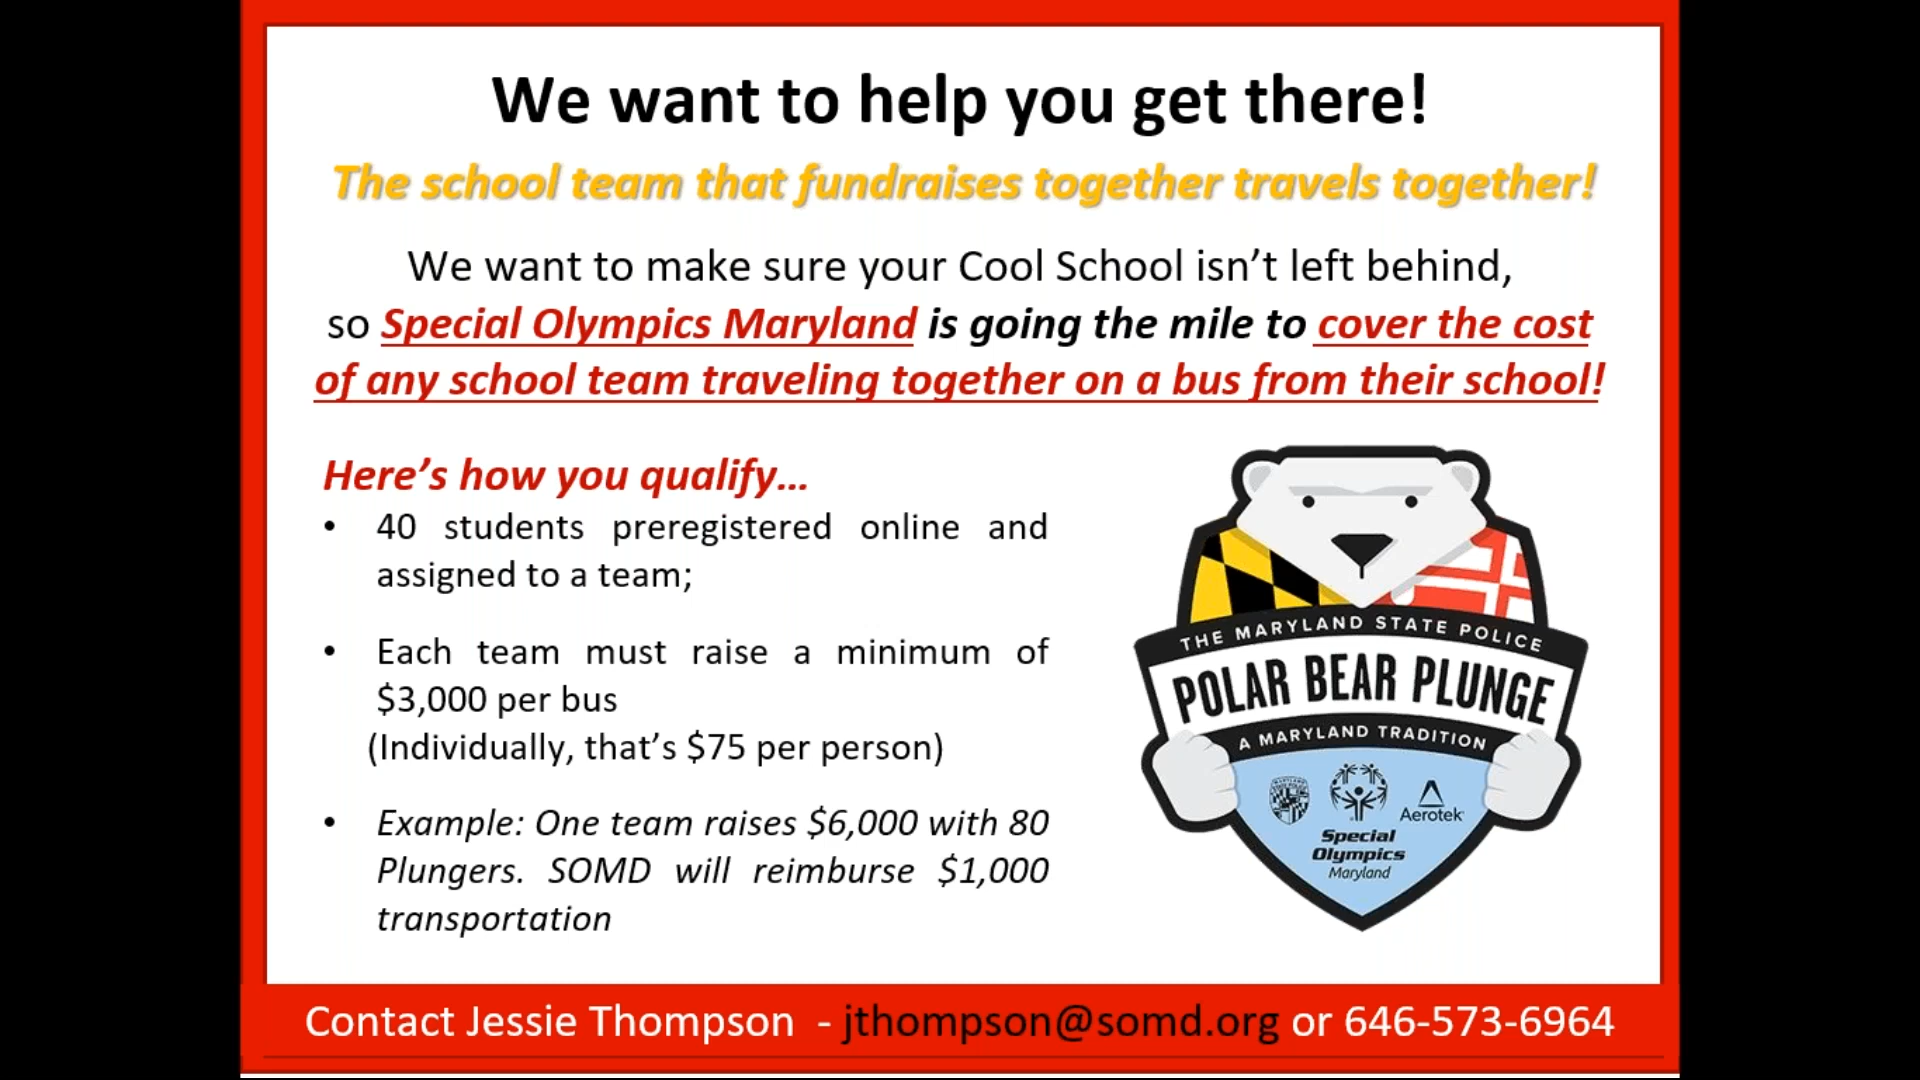 We want to help you get there!
The school team that fundraises together travels together!
We want to make sure your Cool School isn’t left behind,
so Special Olympics Maryland is going the mile to cover the cost
of any school team traveling together on a bus from their school!
Here’s how you qualify...
• 40 students preregistered online and
assigned to a team;
• Each team must raise a minimum of
$3,000 per bus
(Individually, that’s $75 per person)
• Example: One team raises $6,000 with 80
Plungers. SOMD will reimburse $1,000
transportation
THE MARYLAND STATE POLICE
POLAR BEAR PLUNGE
A MARYLAND TRADITION
Aerotek
Special
Olympics
Maryland
Contact Jessie Thompson - jthompson@somd.org or 646-573-6964